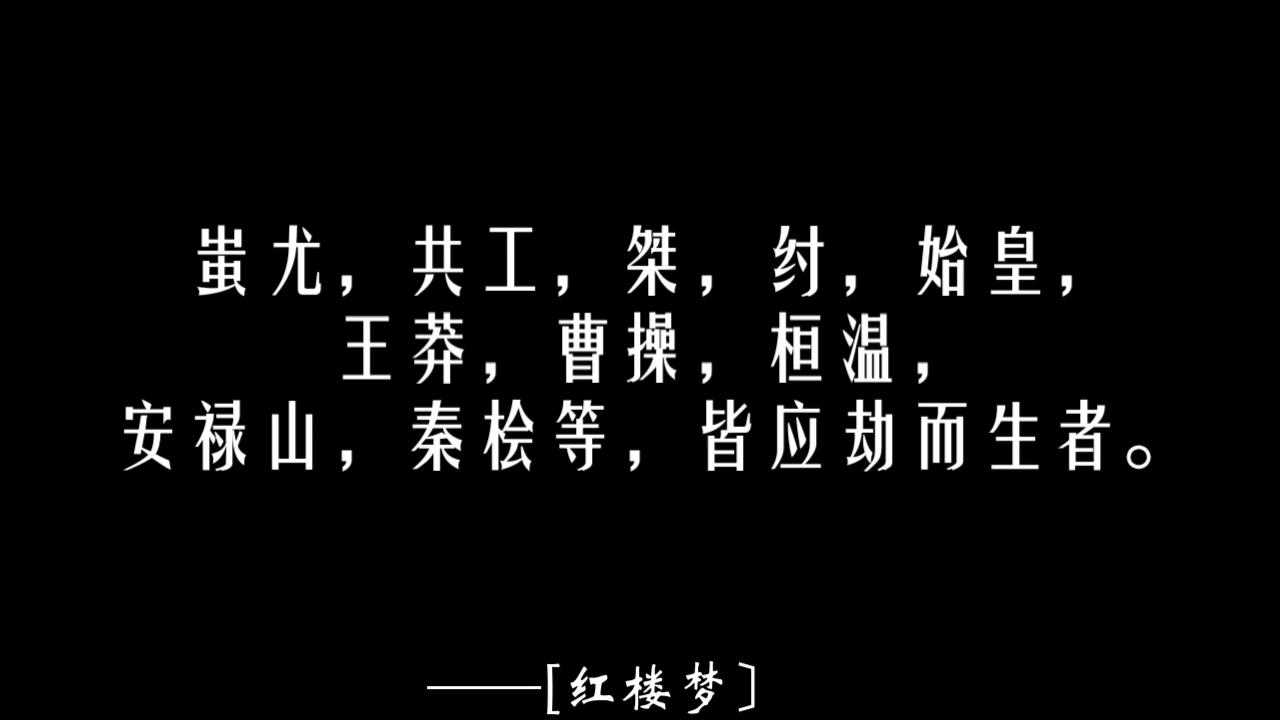 蚩尤，共工，桀，纣，始皇，
王莽，曹操，桓温，
安禄山，秦桧等，皆应劫而生者。
——[红楼梦]